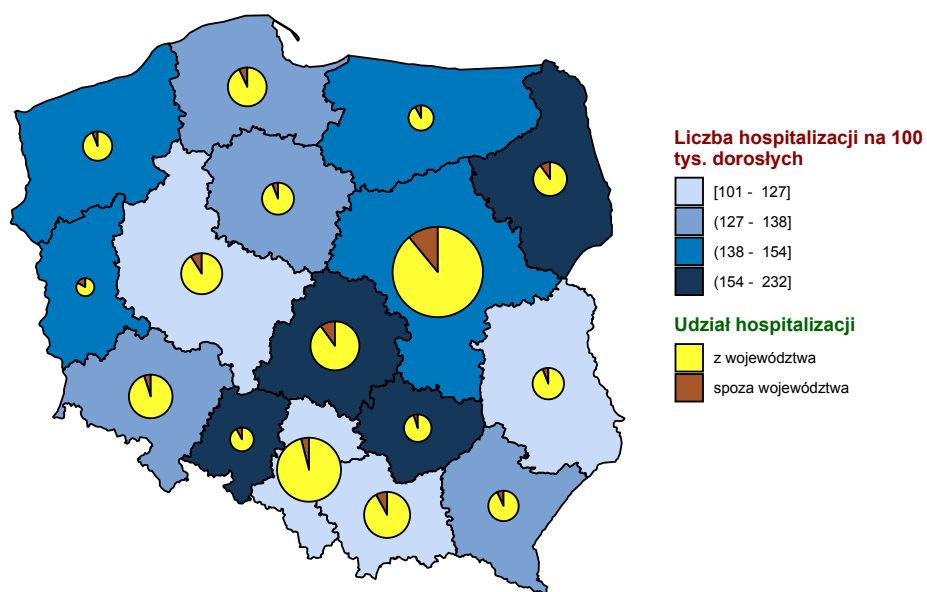 Liczba hospitalizacji na 100
tys. dorosłych
[101 - 127]
(127 - 138]
(138 - 154]
(154 - 232]
Udział hospitalizacji
z województwa
spoza województwa